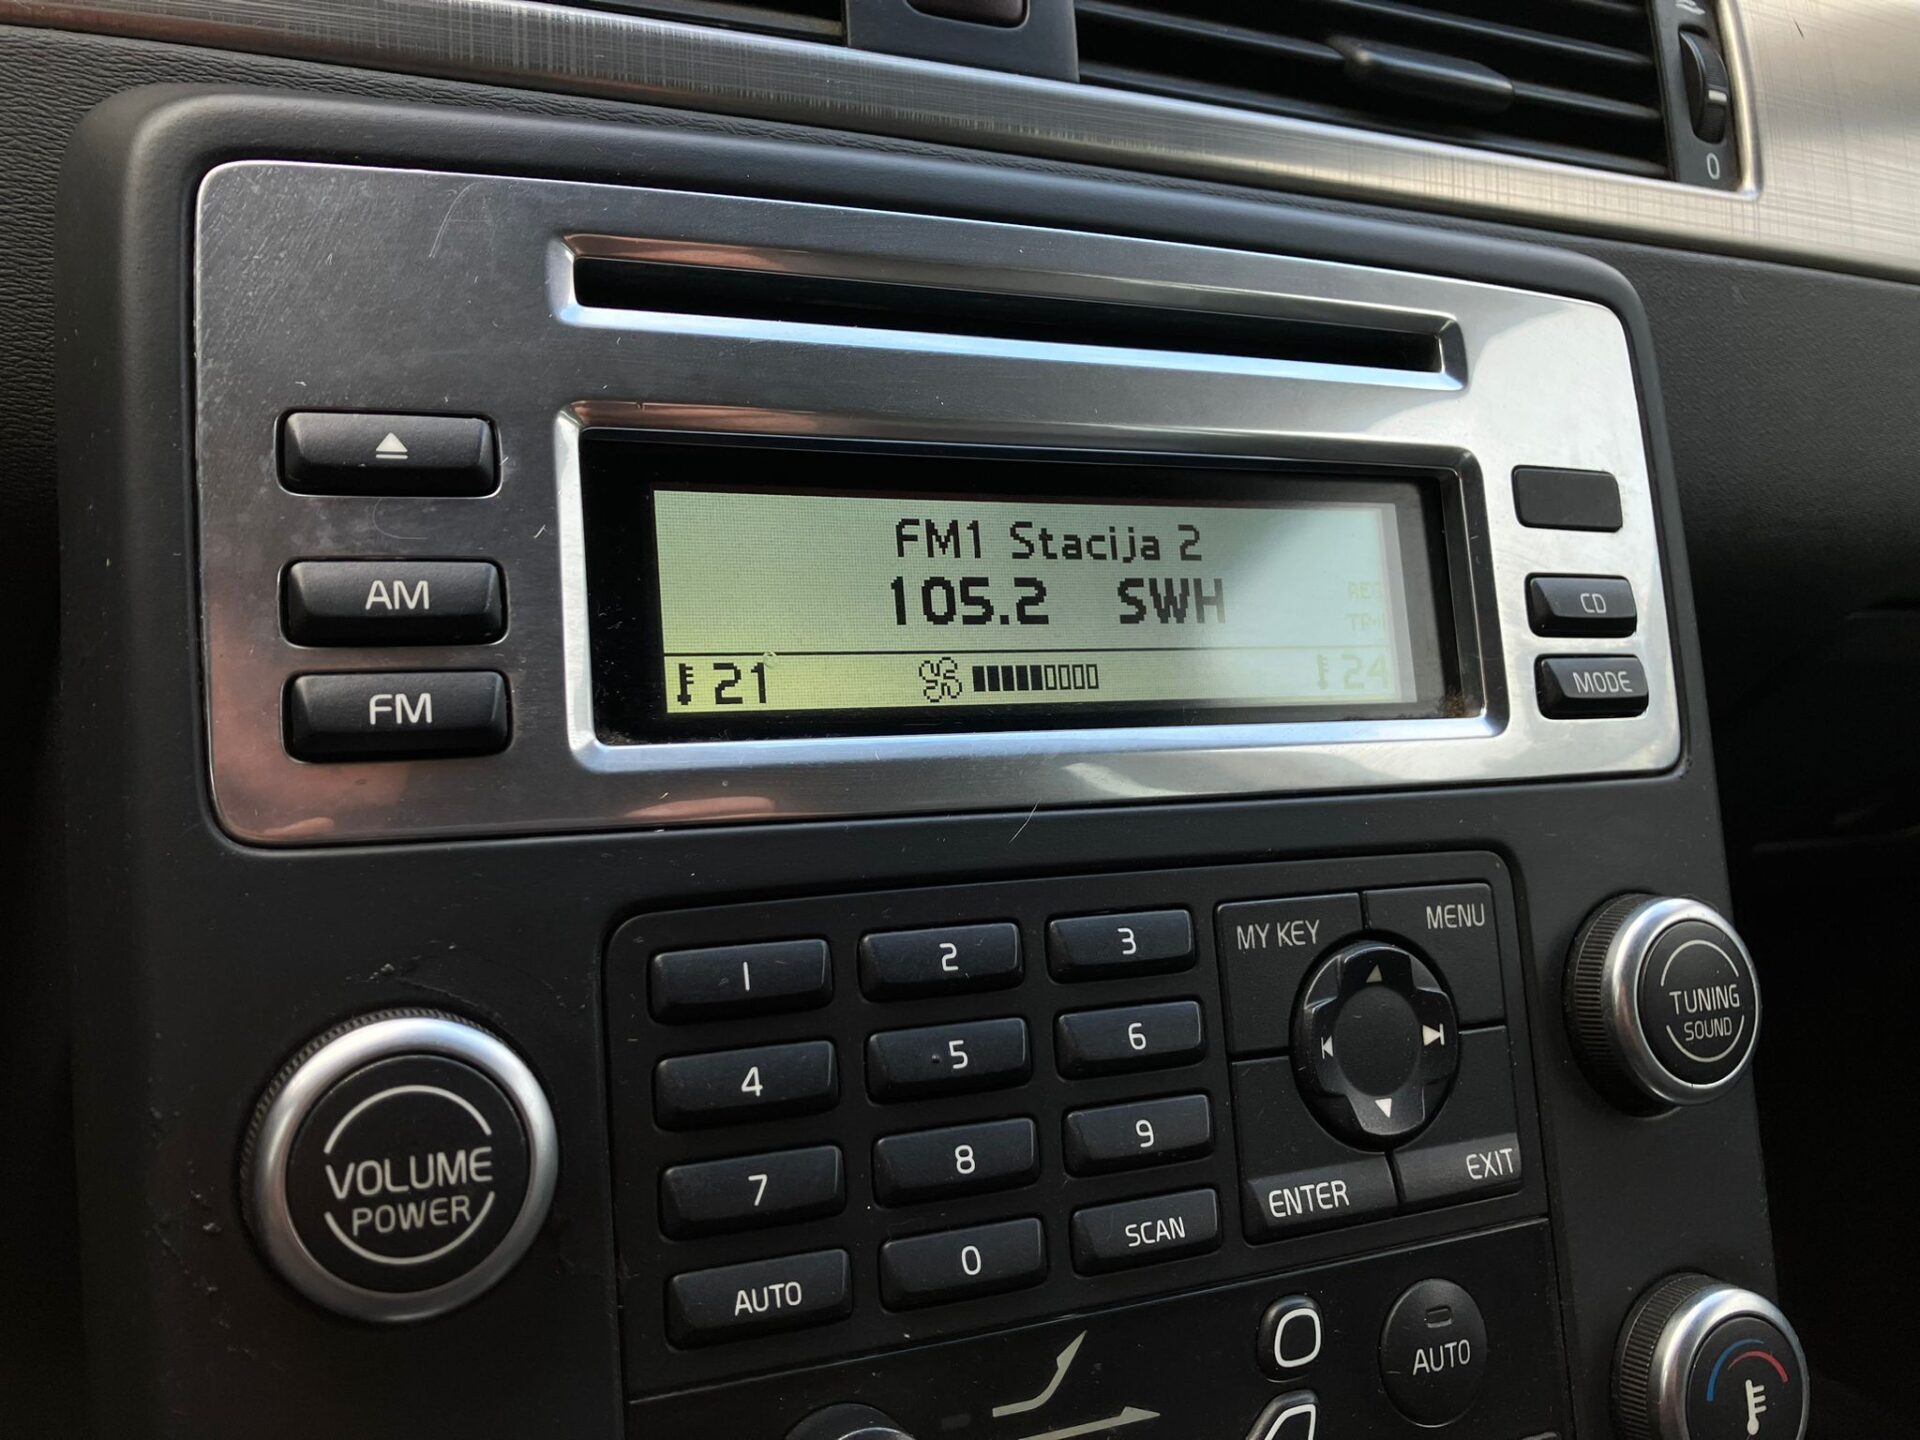 0
FM1 Stacija 2
105.2 SWH
21
24
AM
FM
CD
MODE
1 2 3
4 5 6
7 8 9
AUTO 0 SCAN
MY KEY
MENU
ENTER
EXIT
VOLUME
POWER
TUNING
SOUND
AUTO